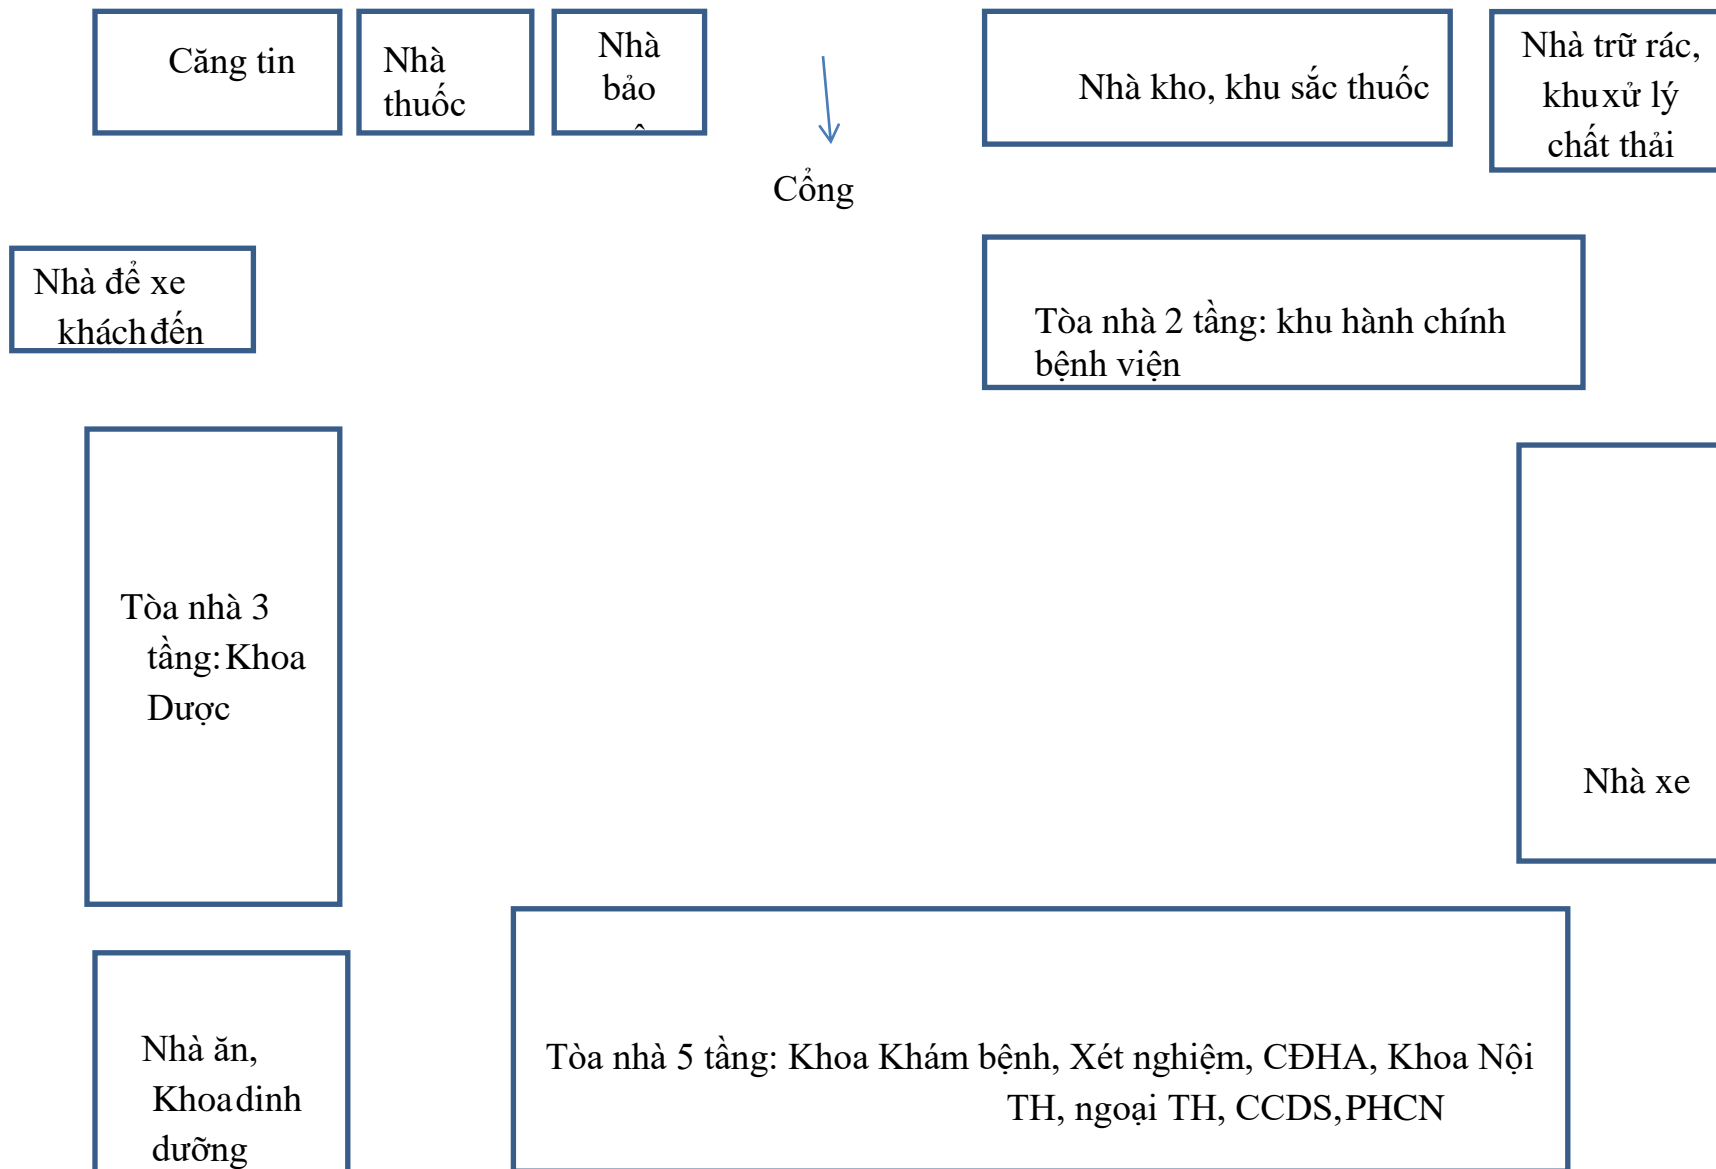 Căng tin
Nhà
thuốc
Nhà
bảo
Cổng
Nhà kho, khu sắc thuốc
Nhà trữ rác,
khu xử lý
chất thải
Nhà để xe
khách đến
Tòa nhà 2 tầng: khu hành chính
bệnh viện
Tòa nhà 3
tầng: Khoa
Dược
Nhà xe
Nhà ăn,
Khoa dinh
dưỡng
Tòa nhà 5 tầng: Khoa Khám bệnh, Xét nghiệm, CĐHA, Khoa Nội
TH, ngoại TH, CCDS,PHCN